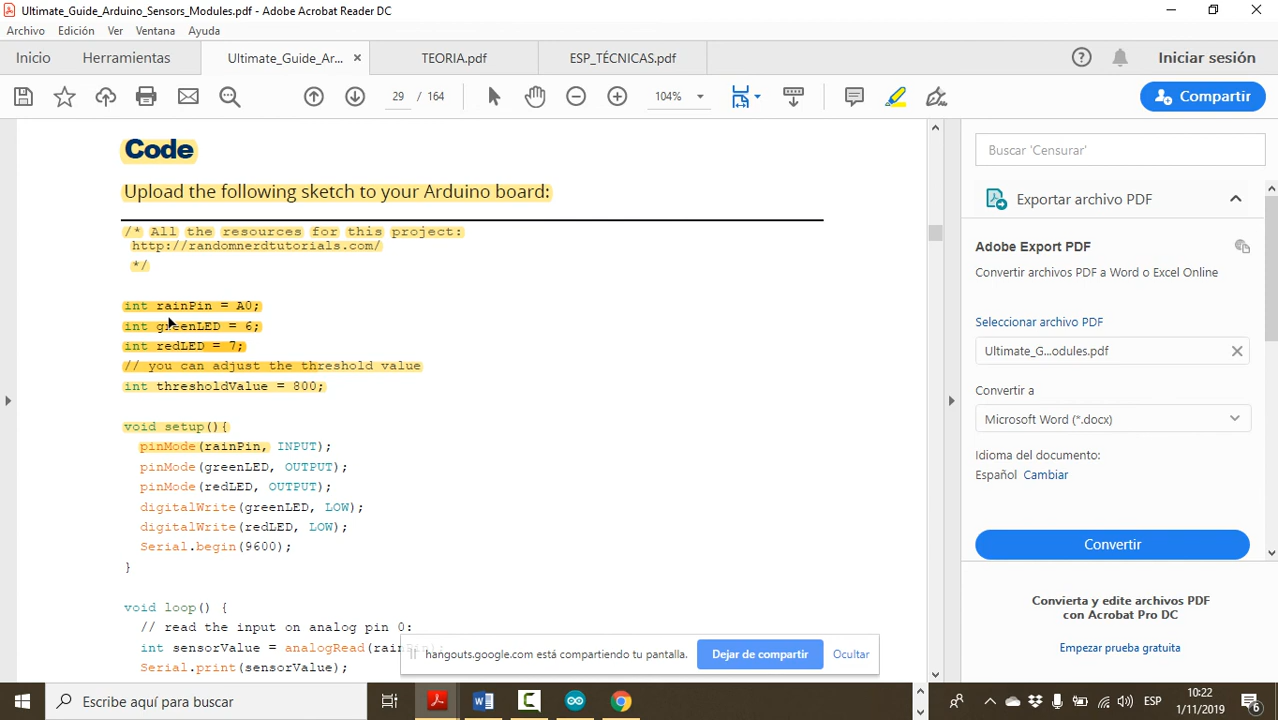 Ultimate_Guide_Arduino_Sensors_Modules.pdf - Adobe Acrobat Reader DC
Archivo Edición Ver Ventana Ayuda
Inicio Herramientas Ultimate_Guide_Ar... × TEORIA.pdf ESP_TÉCNICAS.pdf ? Iniciar sesión
29 / 164 104% Compartir
Code
Upload the following sketch to your Arduino board:
/* All the resources for this project:
http://randomnerdtutorials.com/
*/
int rainPin = A0;
int greenLED = 6;
int redLED = 7;
// you can adjust the threshold value
int thresholdValue = 800;
void setup(){
pinMode(rainPin, INPUT);
pinMode(greenLED, OUTPUT);
pinMode(redLED, OUTPUT);
digitalWrite(greenLED, LOW);
digitalWrite(redLED, LOW);
Serial.begin(9600);
}
void loop() {
// read the input on analog pin 0:
int sensorValue = analogRead(rai
Serial.print(sensorValue);
Buscar 'Censurar'
Exportar archivo PDF
Adobe Export PDF
Convertir archivos PDF a Word o Excel Online
Seleccionar archivo PDF
Ultimate_G...odules.pdf
Convertir a
Microsoft Word (*.docx)
Idioma del documento:
Español Cambiar
Convertir
Convierta y edite archivos PDF
con Acrobat Pro DC
Empezar prueba gratuita
hangouts.google.com está compartiendo tu pantalla. Dejar de compartir Ocultar
Escribe aquí para buscar
ESP
10:22
1/11/2019
6